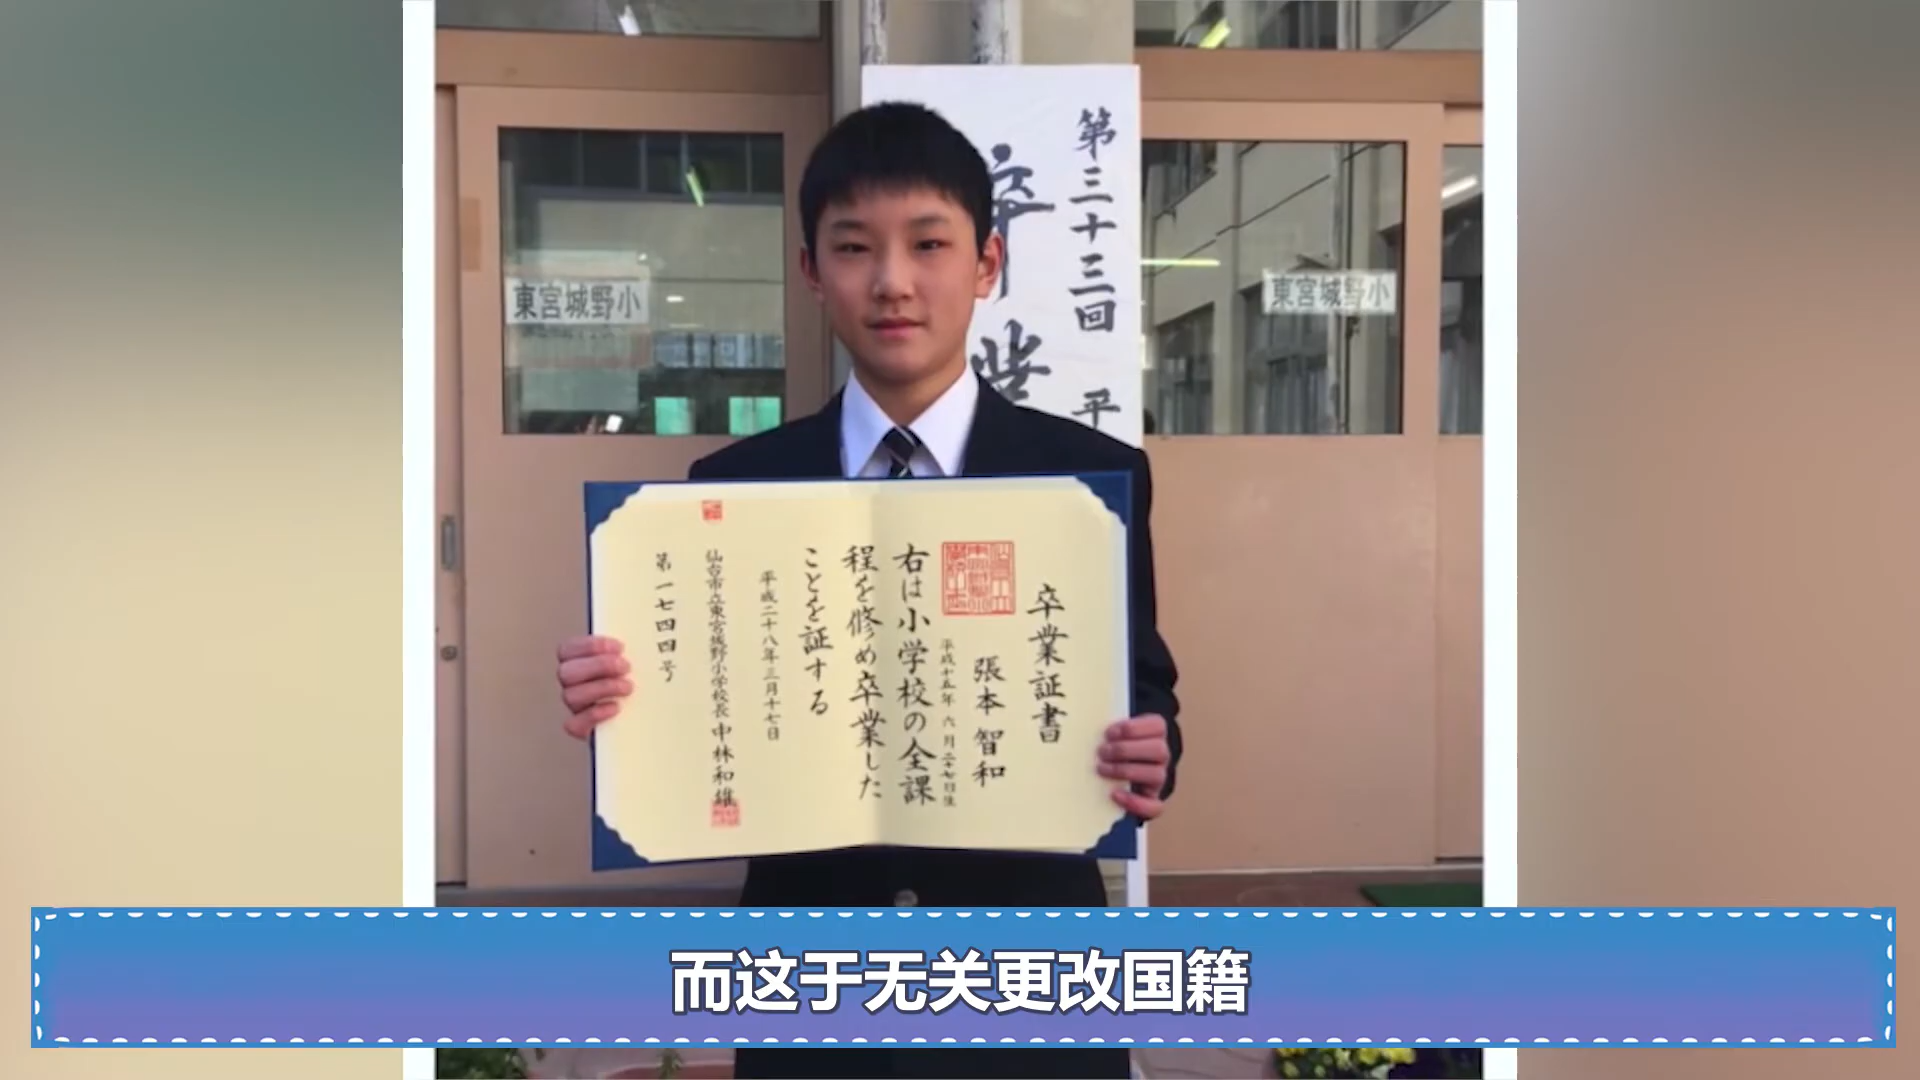 第三十三回 平
卒業
東宮城野小
東宮城野小
卒業証書
張本智和
平成十五年六月二十七日生
右は小学校の全課
程を修め卒業した
ことを証する
平成二十八年三月十七日
仙台市立東宮城野小学校長 中林和雄
第一七四四号
而这于无关更改国籍